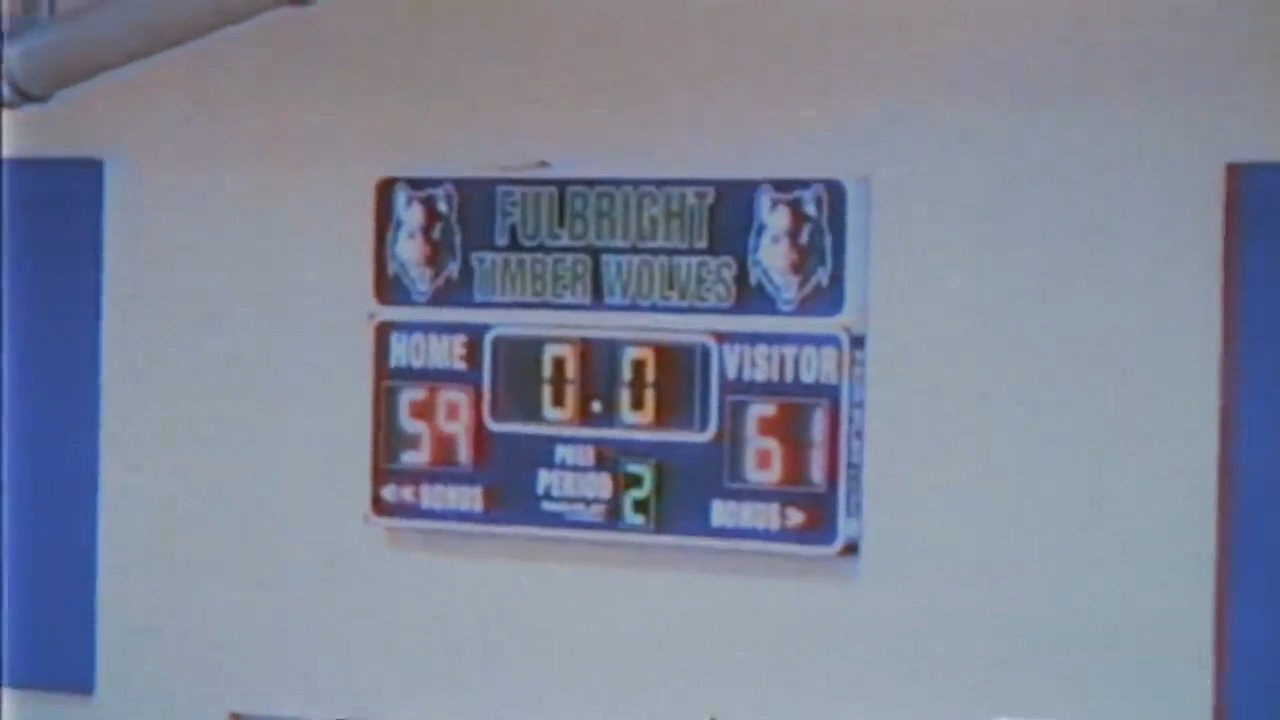 FULBRIGHT
TIMBER WOLVES
HOME 0.0 VISITOR
59 61
PERIOD 2
BONUS BONUS